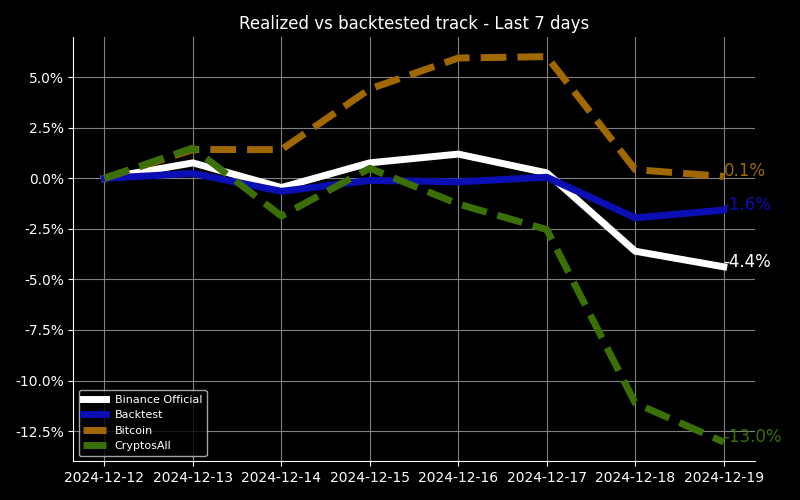 Realized vs backtested track - Last 7 days
5.0%
2.5%
0.0%
-2.5%
-5.0%
-7.5%
-10.0%
-12.5%
0.1%
-1.6%
-4.4%
-13.0%
Binance Official
Backtest
Bitcoin
CryptosAll
2024-12-12 2024-12-13 2024-12-14 2024-12-15 2024-12-16 2024-12-17 2024-12-18 2024-12-19